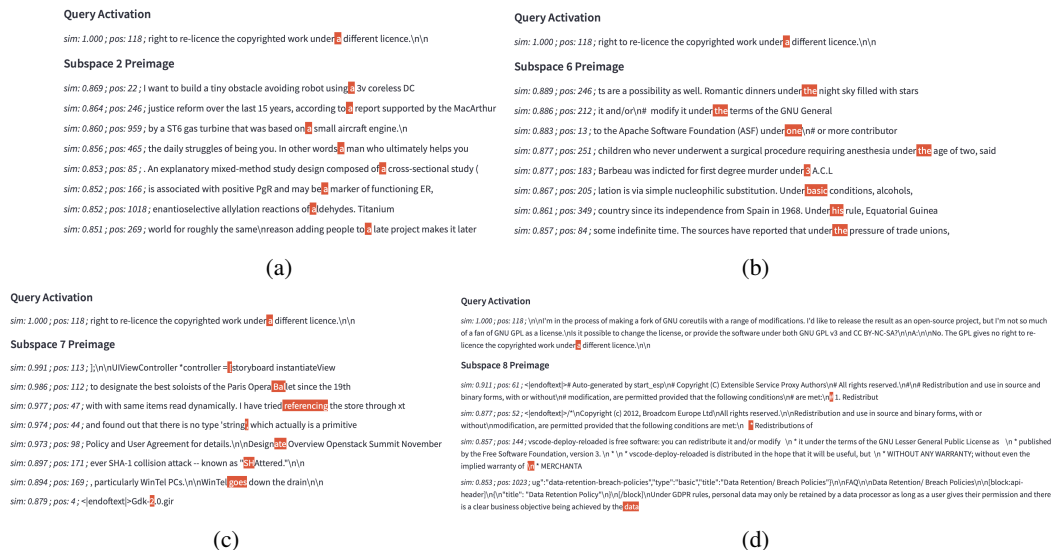 Query Activation
sim: 1.000 ; pos: 118 ; right to re-licence the copyrighted work under a different licence.\n\n
Subspace 2 Preimage
sim: 0.869 ; pos: 22 ; I want to build a tiny obstacle avoiding robot using a 3v coreless DC
sim: 0.864 ; pos: 246 ; justice reform over the last 15 years, according to a report supported by the MacArthur
sim: 0.860 ; pos: 959 ; by a ST6 gas turbine that was based on a small aircraft engine.\n
sim: 0.856 ; pos: 465 ; the daily struggles of being you. In other words a man who ultimately helps you
sim: 0.853 ; pos: 85 ; . An explanatory mixed-method study design composed of a cross-sectional study (
sim: 0.852 ; pos: 166 ; is associated with positive PgR and may be a marker of functioning ER,
sim: 0.852 ; pos: 1018 ; enantioselective allylation reactions of aldehydes. Titanium
sim: 0.851 ; pos: 269 ; world for roughly the same\nreason adding people to a late project makes it later
(a)
Query Activation
sim: 1.000 ; pos: 118 ; right to re-licence the copyrighted work under a different licence.\n\n
Subspace 6 Preimage
sim: 0.889 ; pos: 246 ; ts are a possibility as well. Romantic dinners under the night sky filled with stars
sim: 0.886 ; pos: 212 ; it and/or\n# modify it under the terms of the GNU General
sim: 0.883 ; pos: 13 ; to the Apache Software Foundation (ASF) under one\n# or more contributor
sim: 0.877 ; pos: 251 ; children who never underwent a surgical procedure requiring anesthesia under the age of two, said
sim: 0.877 ; pos: 183 ; Barbeau was indicted for first degree murder under 3 A.C.L
sim: 0.867 ; pos: 205 ; lation is via simple nucleophilic substitution. Under basic conditions, alcohols,
sim: 0.861 ; pos: 349 ; country since its independence from Spain in 1968. Under his rule, Equatorial Guinea
sim: 0.857 ; pos: 84 ; some indefinite time. The sources have reported that under the pressure of trade unions,
(b)
Query Activation
sim: 1.000 ; pos: 118 ; right to re-licence the copyrighted work under a different licence.\n\n
Subspace 7 Preimage
sim: 0.991 ; pos: 113 ; ];\n\nUIViewController *controller = [storyboard instantiateView
sim: 0.986 ; pos: 112 ; to designate the best soloists of the Paris Opera Ballet since the 19th
sim: 0.977 ; pos: 47 ; with with same items read dynamically. I have tried referencing the store through xt
sim: 0.974 ; pos: 44 ; and found out that there is no type 'string', which actually is a primitive
sim: 0.973 ; pos: 98 ; Policy and User Agreement for details.\n\nDesignate Overview Openstack Summit November
sim: 0.897 ; pos: 171 ; ever SHA-1 collision attack -- known as "SHAttered."\n\n
sim: 0.894 ; pos: 169 ; , particularly WinTel PCs.\n\nWinTel goes down the drain\n\n
sim: 0.879 ; pos: 4 ; <|endoftext|>Gdk-2.0.gir
(c)
Query Activation
sim: 1.000 ; pos: 118 ; \n\nI'm in the process of making a fork of GNU coreutils with a range of modifications. I'd like to release the result as an open-source project, but I'm not so much
of a fan of GNU GPL as a license.\nIs it possible to change the license, or provide the software under both GNU GPL v3 and CC BY-NC-SA?\n\nA:\n\nNo. The GPL gives no right to re-
licence the copyrighted work under a different licence.\n\n
Subspace 8 Preimage
sim: 0.911 ; pos: 61 ; <|endoftext|># Auto-generated by start_esp\n# Copyright (C) Extensible Service Proxy Authors\n# All rights reserved.\n#\n# Redistribution and use in source and
binary forms, with or without\n# modification, are permitted provided that the following conditions\n# are met:\n# 1. Redistribut
sim: 0.877 ; pos: 52 ; <|endoftext|>/*\nCopyright (c) 2012, Broadcom Europe Ltd\nAll rights reserved.\n\nRedistribution and use in source and binary forms, with or
without\nmodification, are permitted provided that the following conditions are met:\n * Redistributions of
sim: 0.857 ; pos: 144 ; vscode-deploy-reloaded is free software: you can redistribute it and/or modify \n * it under the terms of the GNU Lesser General Public License as \n * published
by the Free Software Foundation, version 3. \n * \n * vscode-deploy-reloaded is distributed in the hope that it will be useful, but \n * WITHOUT ANY WARRANTY; without even the
implied warranty of \n * MERCHANTA
sim: 0.853 ; pos: 1023 ; ug":"data-retention-breach-policies","type":"basic","title":"Data Retention/ Breach Policies"}\n\nFAQ\n\nData Retention/ Breach Policies\n\n[block:api-
header]\n{\n"title": "Data Retention Policy"\n}\n[/block]\nUnder GDPR rules, personal data may only be retained by a data processor as long as a user gives their permission and there
is a clear business objective being achieved by the data
(d)